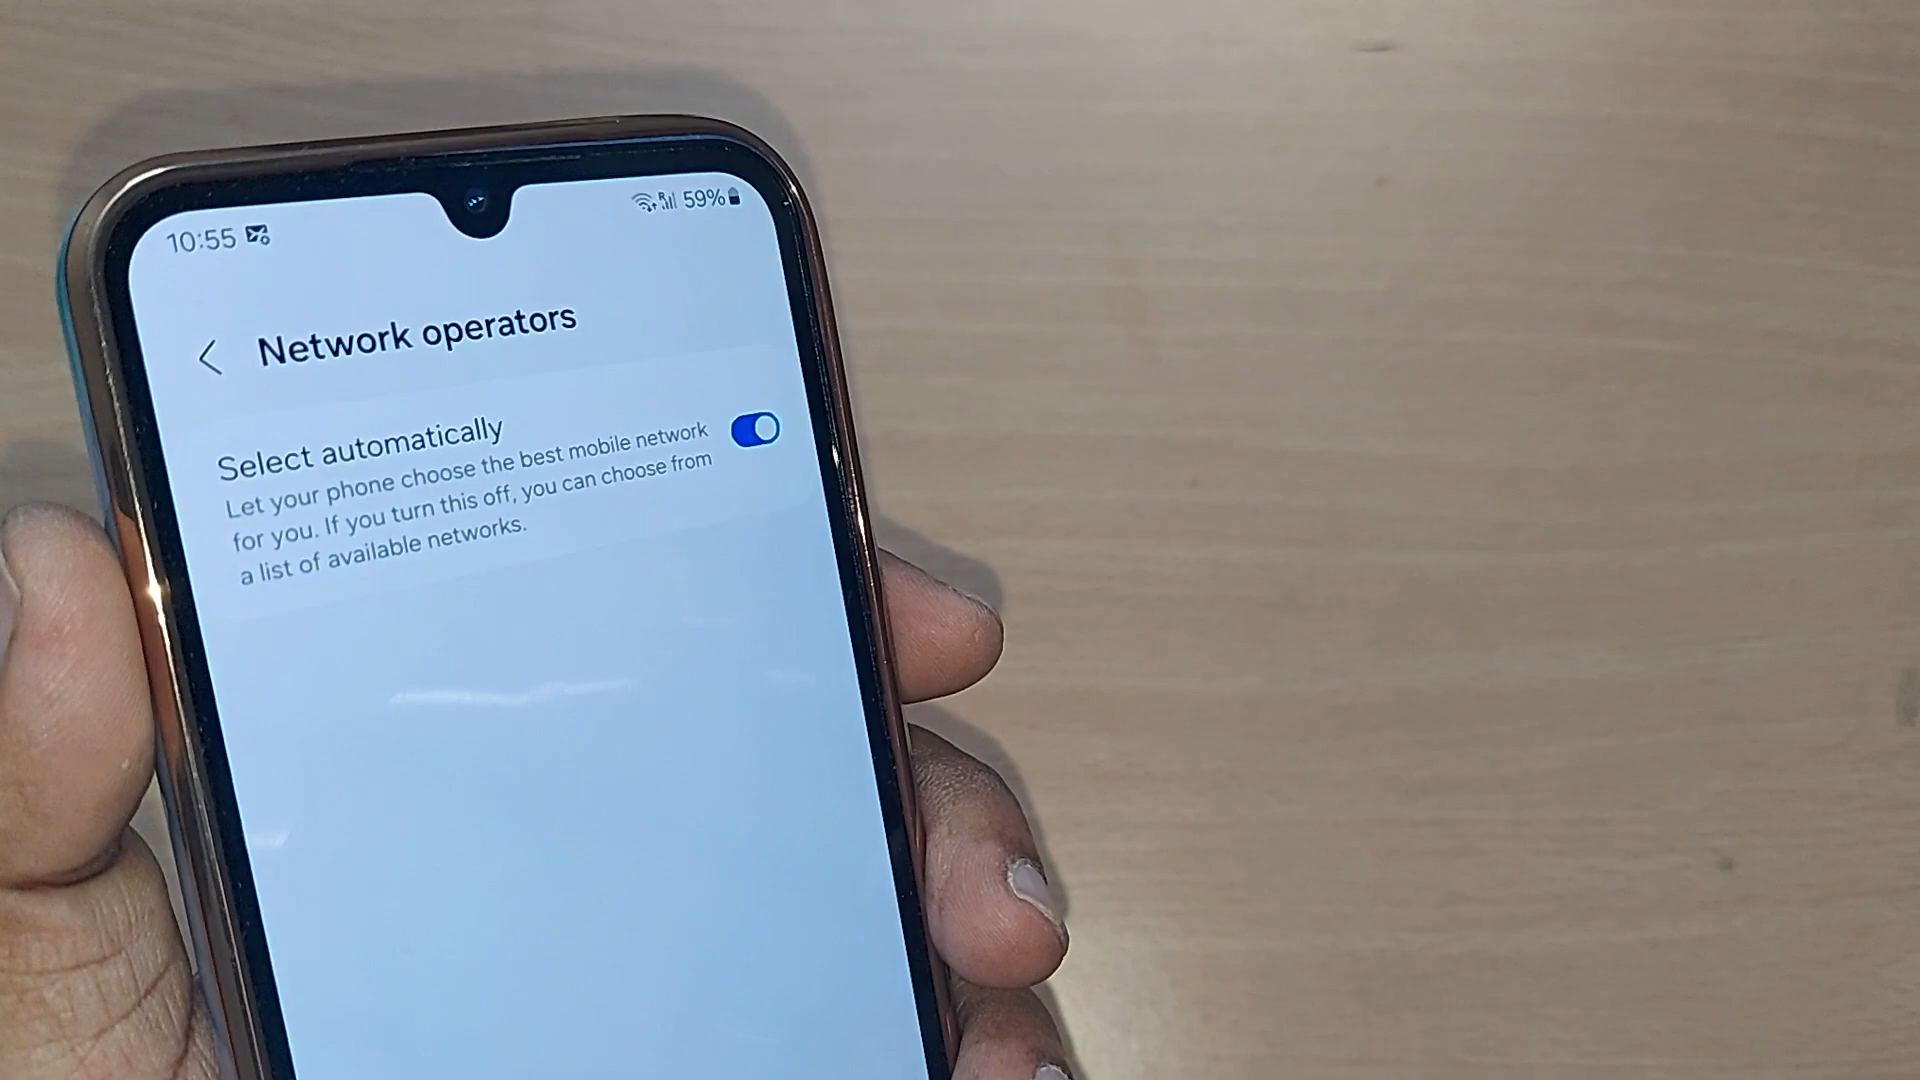 10:55
R 59%
Network operators
Select automatically
Let your phone choose the best mobile network
for you. If you turn this off, you can choose from
a list of available networks.